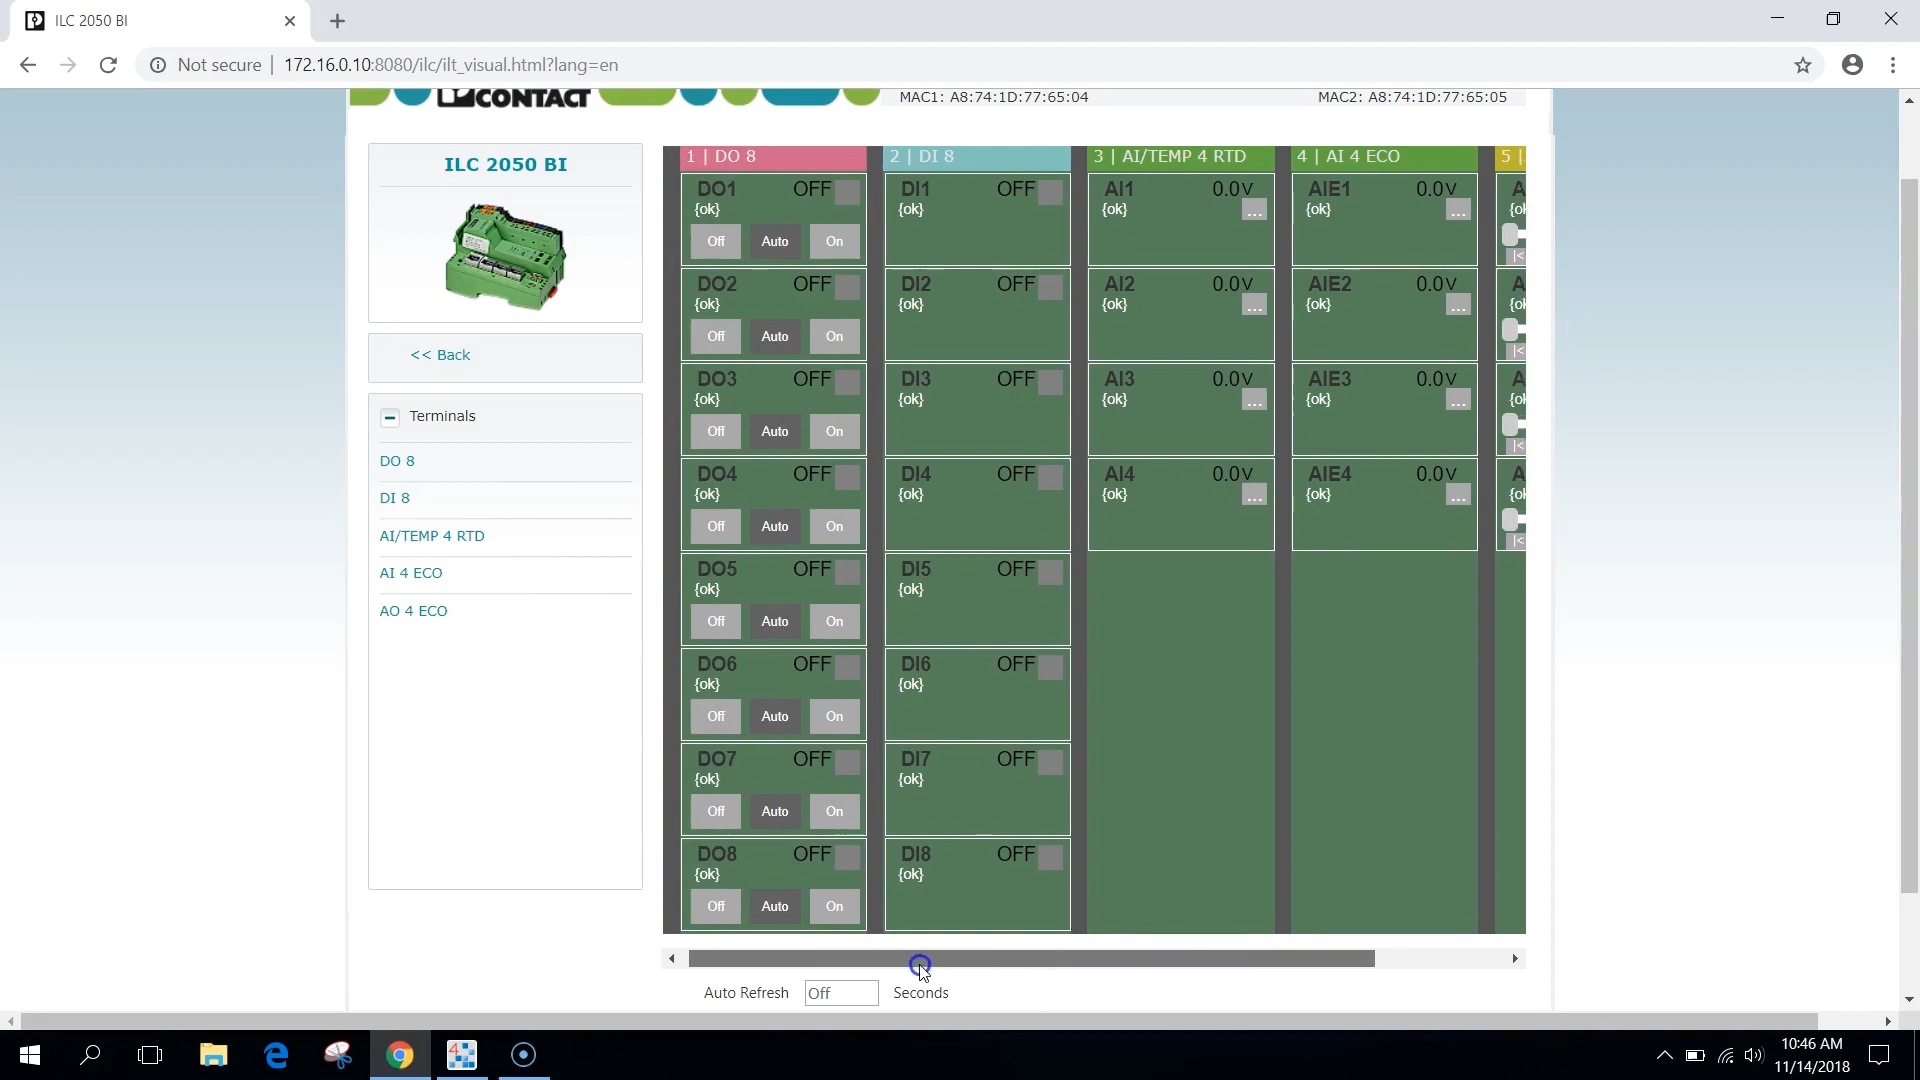 ILC 2050 BI
Not secure | 172.16.0.10:8080/ilc/ilt_visual.html?lang=en
CONTACT
MAC1: A8:74:1D:77:65:04
MAC2: A8:74:1D:77:65:05
ILC 2050 BI
<< Back
Terminals
DO 8
DI 8
AI/TEMP 4 RTD
AI 4 ECO
AO 4 ECO
1 | DO 8
DO1 OFF
{ok}
Off Auto On
DO2 OFF
{ok}
Off Auto On
DO3 OFF
{ok}
Off Auto On
DO4 OFF
{ok}
Off Auto On
DO5 OFF
{ok}
Off Auto On
DO6 OFF
{ok}
Off Auto On
DO7 OFF
{ok}
Off Auto On
DO8 OFF
{ok}
Off Auto On
2 | DI 8
DI1 OFF
{ok}
DI2 OFF
{ok}
DI3 OFF
{ok}
DI4 OFF
{ok}
DI5 OFF
{ok}
DI6 OFF
{ok}
DI7 OFF
{ok}
DI8 OFF
{ok}
3 | AI/TEMP 4 RTD
AI1 0.0V
{ok} ...
AI2 0.0V
{ok} ...
AI3 0.0V
{ok} ...
AI4 0.0V
{ok} ...
4 | AI 4 ECO
AIE1 0.0V
{ok} ...
AIE2 0.0V
{ok} ...
AIE3 0.0V
{ok} ...
AIE4 0.0V
{ok} ...
5 |
Auto Refresh Off Seconds
10:46 AM
11/14/2018